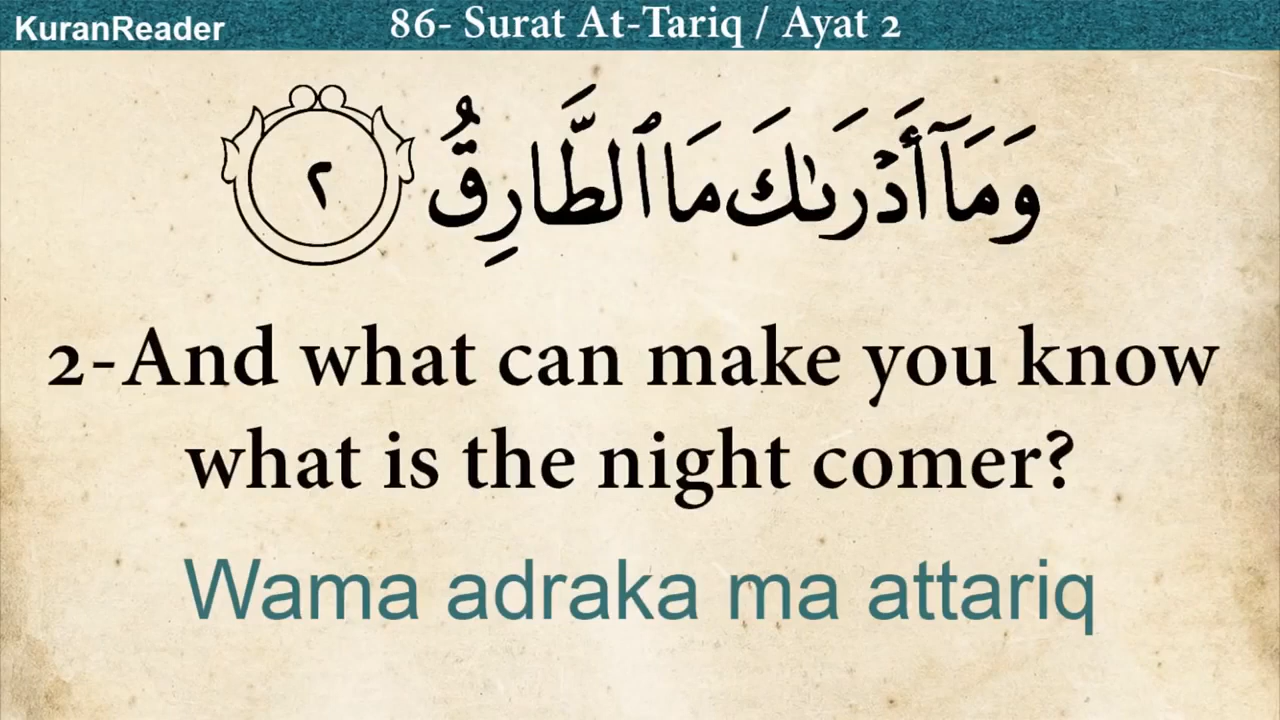 KuranReader
86- Surat At-Tariq / Ayat 2
وَمَآ أَدْرَىٰكَ مَا ٱلطَّارِقُ ٢
2-And what can make you know
what is the night comer?
Wama adraka ma attariq